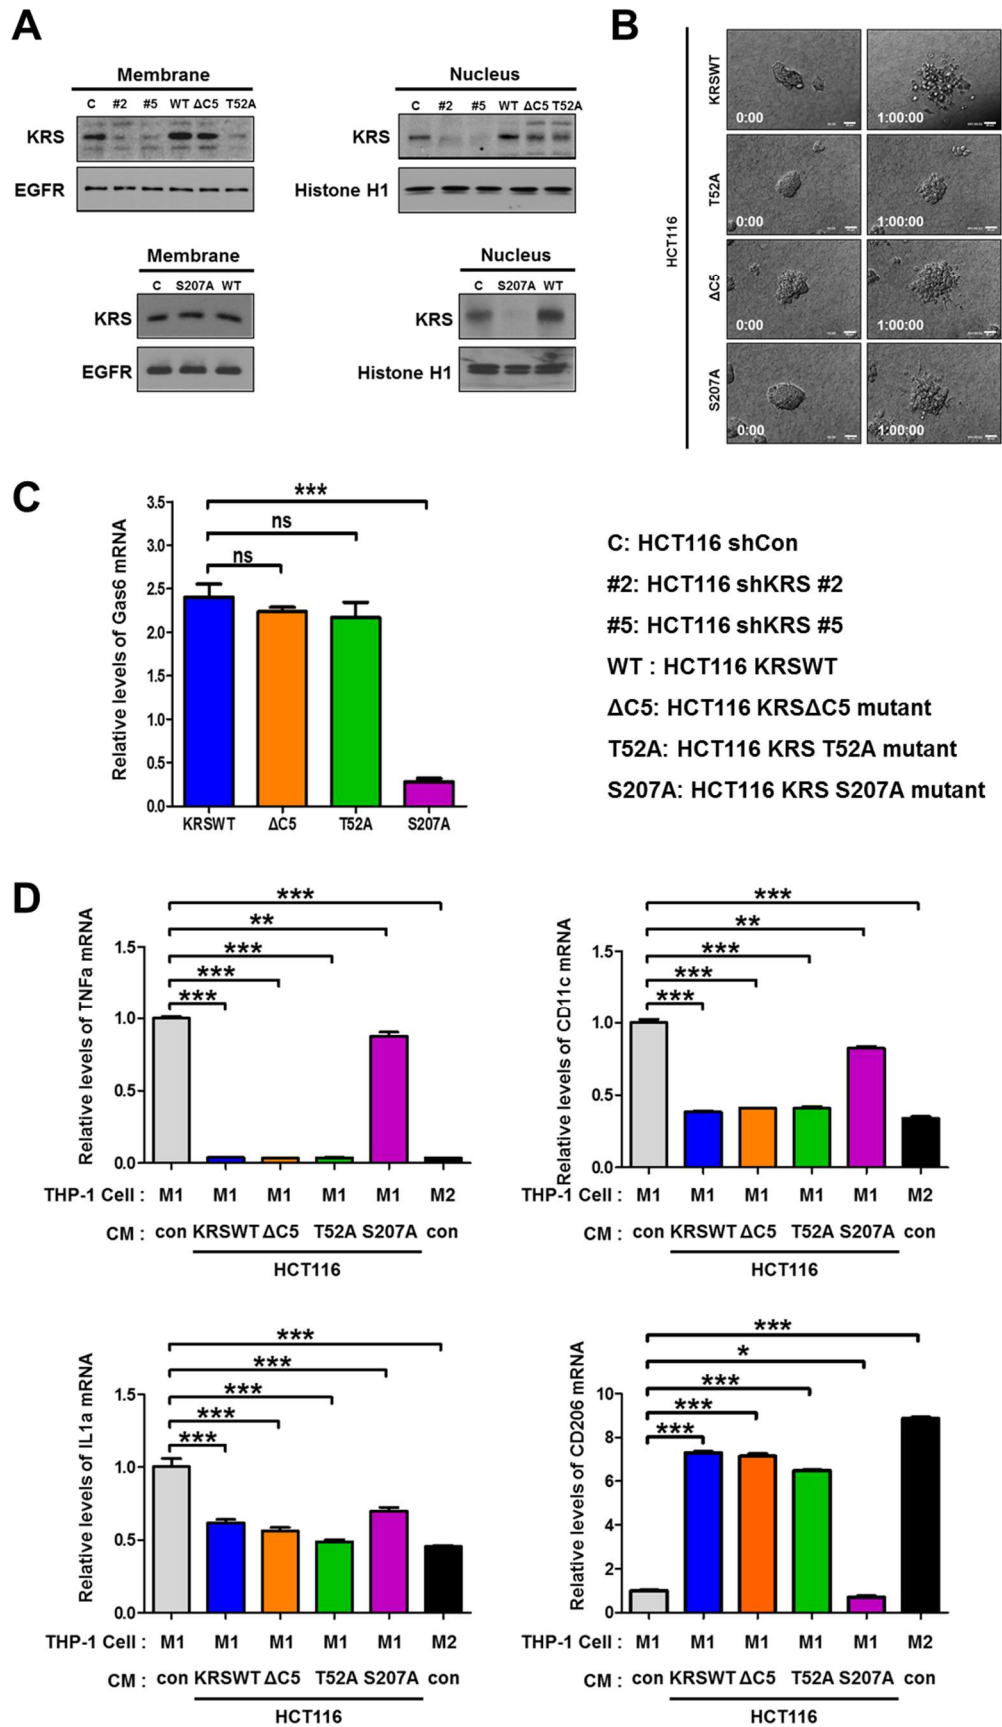 A
Membrane
C #2 #5 WT ΔC5 T52A
KRS
EGFR
Nucleus
C #2 #5 WT ΔC5 T52A
KRS
Histone H1
Membrane
C S207A WT
KRS
EGFR
Nucleus
C S207A WT
KRS
Histone H1
B
HCT116
KRSWT
0:00
1:00:00
T52A
0:00
1:00:00
ΔC5
0:00
1:00:00
S207A
0:00
1:00:00
C
Relative levels of Gas6 mRNA
3.5
3.0
2.5
2.0
1.5
1.0
0.5
0.0
***
ns
ns
KRSWT ΔC5 T52A S207A
C: HCT116 shCon
#2: HCT116 shKRS #2
#5: HCT116 shKRS #5
WT : HCT116 KRSWT
ΔC5: HCT116 KRSΔC5 mutant
T52A: HCT116 KRS T52A mutant
S207A: HCT116 KRS S207A mutant
D
Relative levels of TNFa mRNA
1.5
1.0
0.5
0.0
***
**
***
***
***
THP-1 Cell : M1 M1 M1 M1 M1 M2
CM : con KRSWT ΔC5 T52A S207A con
HCT116
Relative levels of CD11c mRNA
1.5
1.0
0.5
0.0
***
**
***
***
***
THP-1 Cell : M1 M1 M1 M1 M1 M2
CM : con KRSWT ΔC5 T52A S207A con
HCT116
Relative levels of IL1a mRNA
1.5
1.0
0.5
0.0
***
***
***
***
***
THP-1 Cell : M1 M1 M1 M1 M1 M2
CM : con KRSWT ΔC5 T52A S207A con
HCT116
Relative levels of CD206 mRNA
10
8
6
4
2
0
***
*
***
***
***
THP-1 Cell : M1 M1 M1 M1 M1 M2
CM : con KRSWT ΔC5 T52A S207A con
HCT116